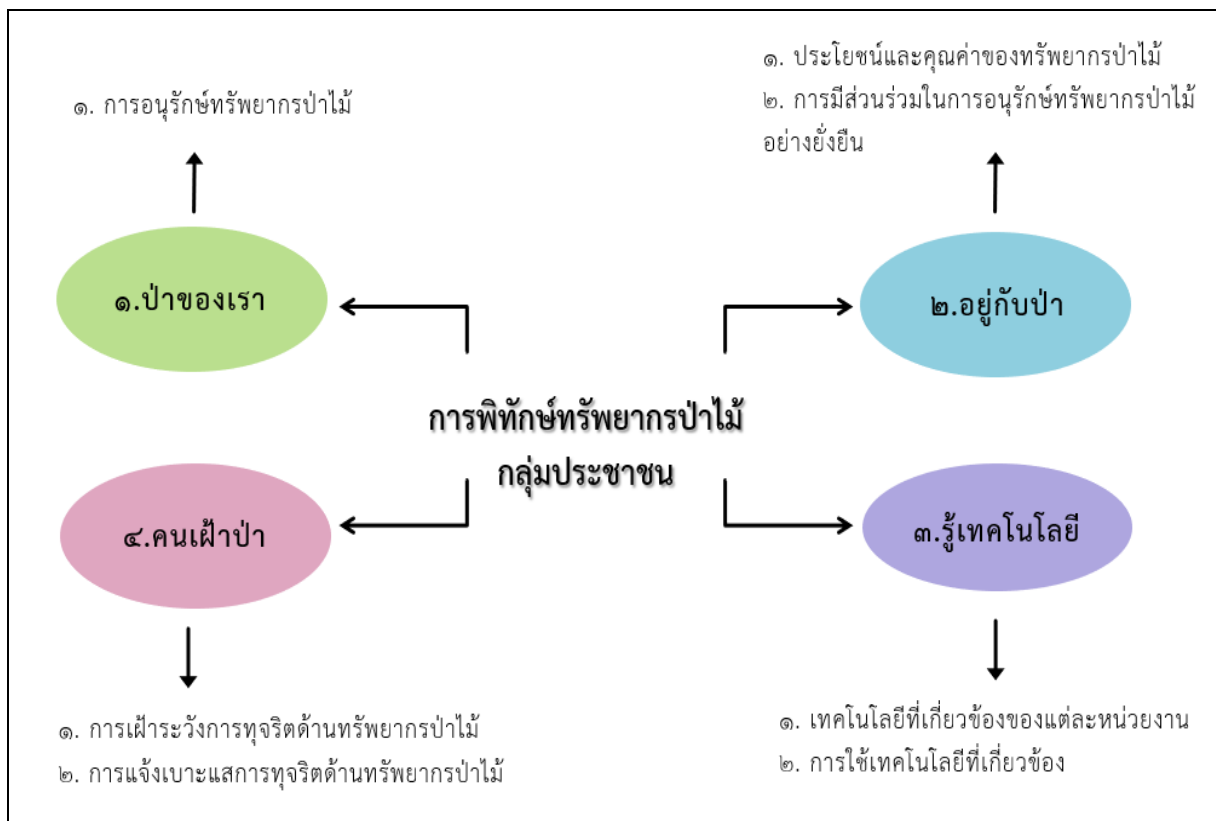 ๑. การอนุรักษ์ทรัพยากรป่าไม้
๑. ประโยชน์และคุณค่าของทรัพยากรป่าไม้
๒. การมีส่วนร่วมในการอนุรักษ์ทรัพยากรป่าไม้
อย่างยั่งยืน
๑.ป่าของเรา
๒.อยู่กับป่า
การพิทักษ์ทรัพยากรป่าไม้
กลุ่มประชาชน
๔.คนเฝ้าป่า
๓.รู้เทคโนโลยี
๑. การเฝ้าระวังการทุจริตด้านทรัพยากรป่าไม้
๒. การแจ้งเบาะแสการทุจริตด้านทรัพยากรป่าไม้
๑. เทคโนโลยีที่เกี่ยวข้องของแต่ละหน่วยงาน
๒. การใช้เทคโนโลยีที่เกี่ยวข้อง